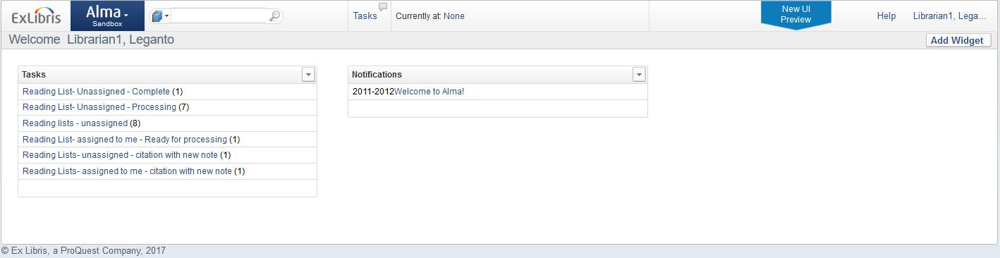 ExLibris
Alma
Sandbox
Tasks
Currently at: None
New UI
Preview
Help
Librarian1, Lega...
Welcome Librarian1, Leganto
Add Widget
Tasks
Reading List- Unassigned - Complete (1)
Reading List- Unassigned - Processing (7)
Reading lists - unassigned (8)
Reading List- assigned to me - Ready for processing (1)
Reading Lists- unassigned - citation with new note (1)
Reading Lists- assigned to me - citation with new note (1)
Notifications
2011-2012Welcome to Alma!
© Ex Libris, a ProQuest Company, 2017